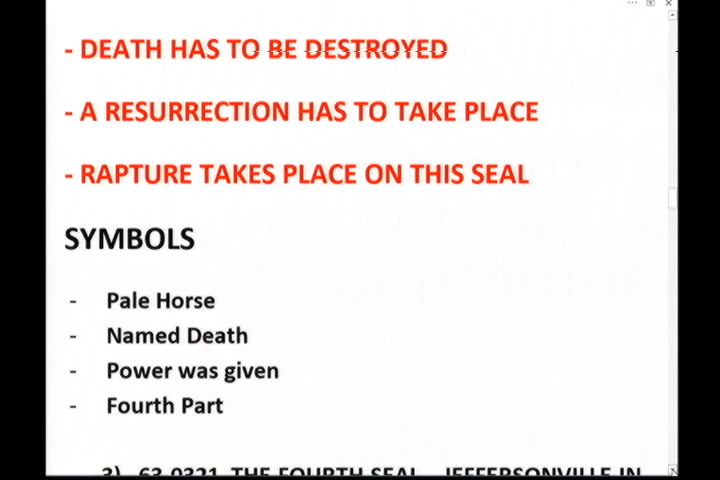 - DEATH HAS TO BE DESTROYED
- A RESURRECTION HAS TO TAKE PLACE
- RAPTURE TAKES PLACE ON THIS SEAL
SYMBOLS
- Pale Horse
- Named Death
- Power was given
- Fourth Part
3) 63-0321 THE FOURTH SEAL JEFFERSONVILLE IN